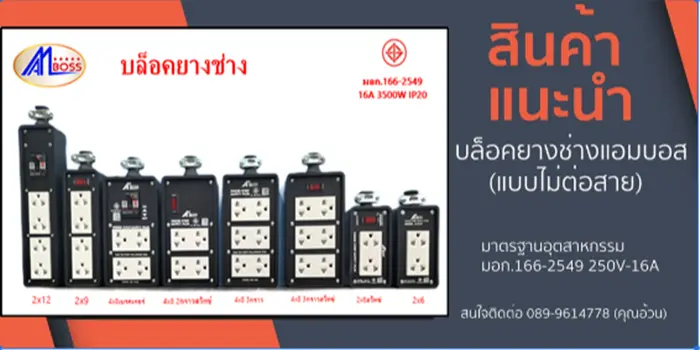 AMBOSS
บล็อคยางช่าง
มอก.166-2549
16A 3500W IP20
2x12
2x9
4x6
4x6
4x8
4x8
2x6
สินค้า
แนะนำ
บล็อคยางช่างแอมบอส
(แบบไม่ต่อสาย)
มาตรฐานอุตสาหกรรม
มอก.166-2549 250V-16A
สนใจติดต่อ 089-9614778 (คุณอ้วน)